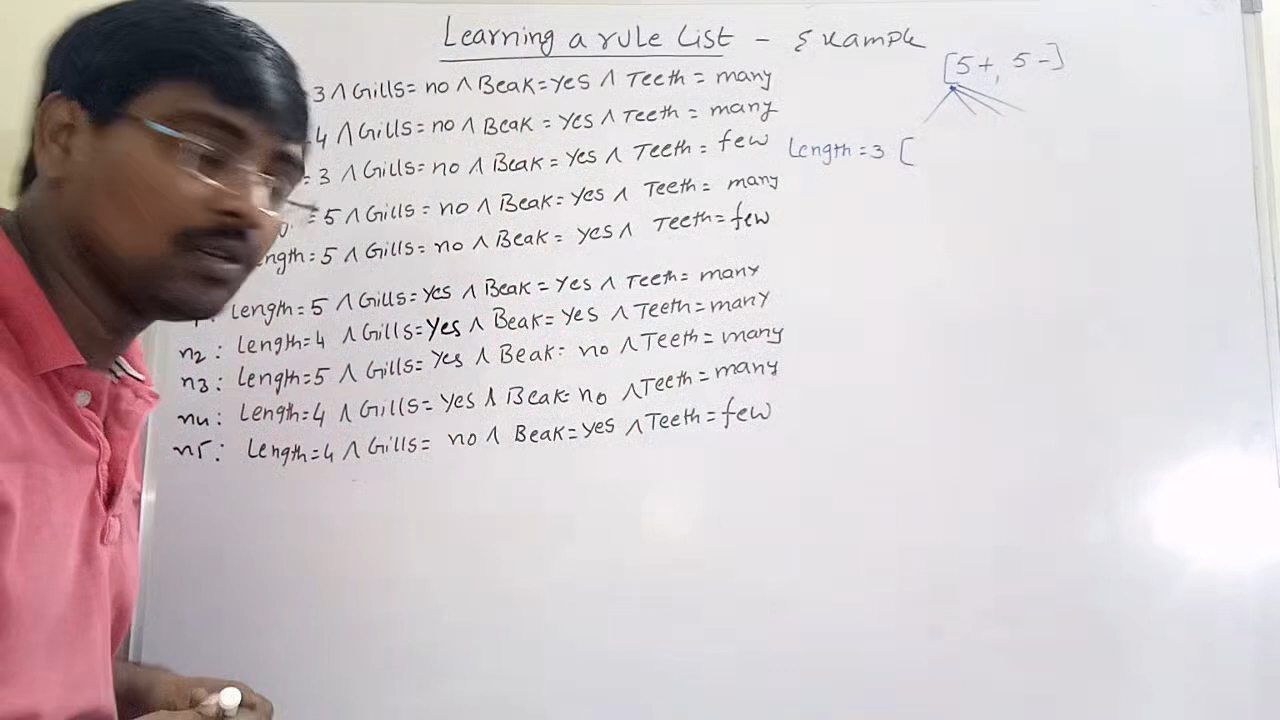 Learning a rule list - Example
[5+, 5-]
3 ∧ Gills= no ∧ Beak=yes ∧ Teeth = many
4 ∧ Gills= no ∧ Beak = yes ∧ Teeth = many
= 3 ∧ Gills= no ∧ Beak= yes ∧ Teeth = few
= 5 ∧ Gills= no ∧ Beak= yes ∧ Teeth = many
ngth= 5 ∧ Gills= no ∧ Beak= yes ∧ Teeth= few
: Length= 5 ∧ Gills= yes ∧ Beak= yes ∧ Teeth= many
n2: Length=4 ∧ Gills=yes ∧ Beak= yes ∧ Teeth= many
n3: Length=5 ∧ Gills= yes ∧ Beak= no ∧ Teeth= many
n4: Length=4 ∧ Gills= yes ∧ Beak= no ∧ Teeth= many
n5: Length=4 ∧ Gills= no ∧ Beak=yes ∧ Teeth=few
Length = 3 [